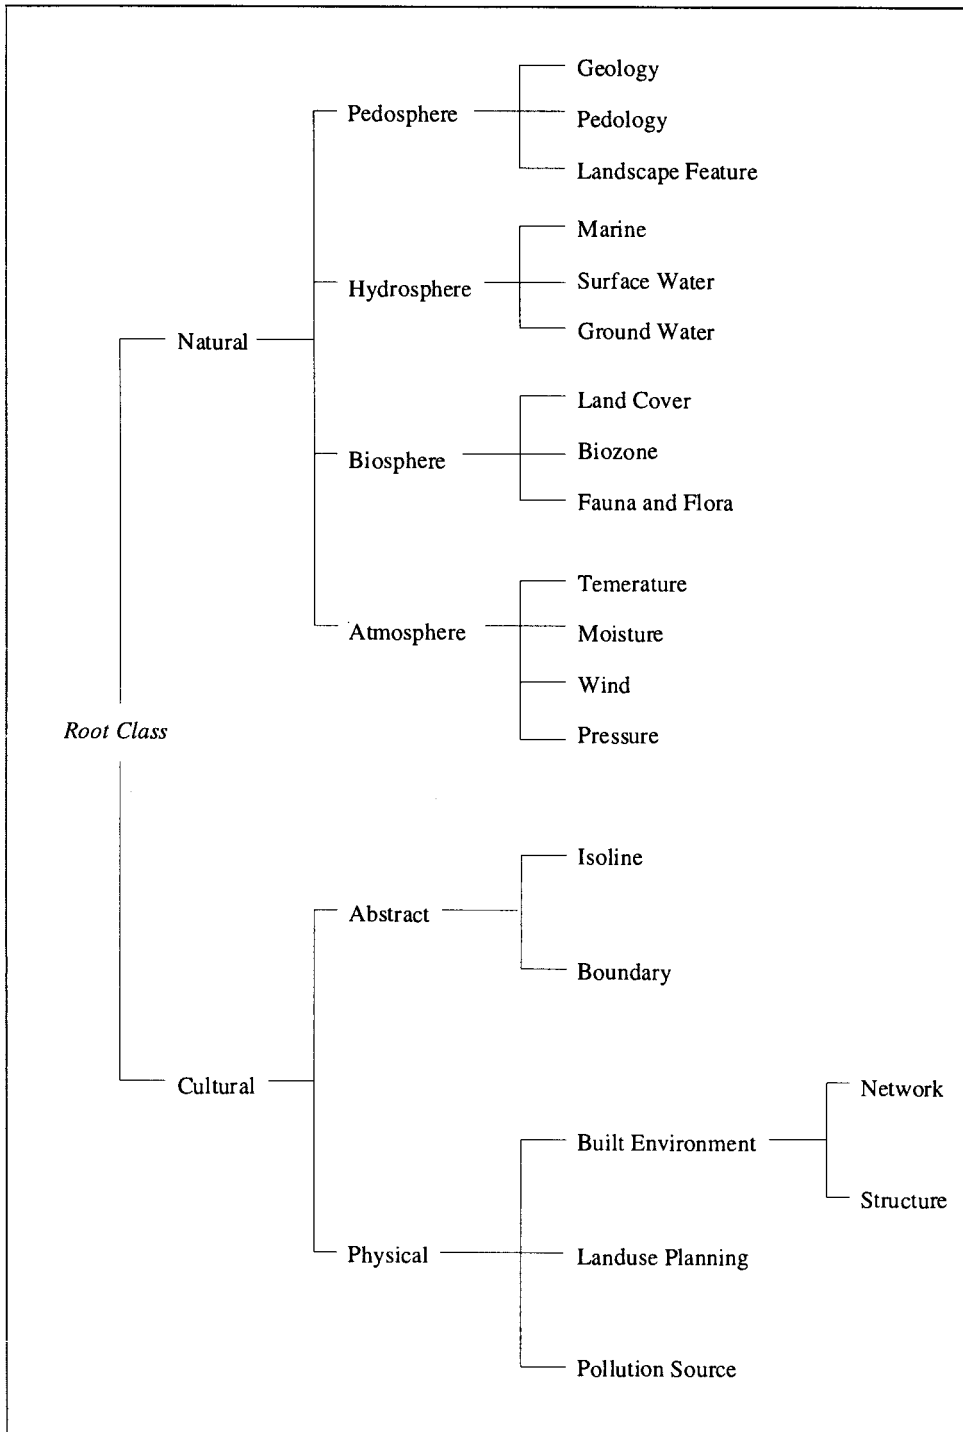 Geology
Pedosphere
Pedology
Landscape Feature
Marine
Hydrosphere
Surface Water
Ground Water
Natural
Land Cover
Biosphere
Biozone
Fauna and Flora
Temerature
Atmosphere
Moisture
Wind
Pressure
Root Class
Isoline
Abstract
Boundary
Cultural
Network
Built Environment
Structure
Physical
Landuse Planning
Pollution Source